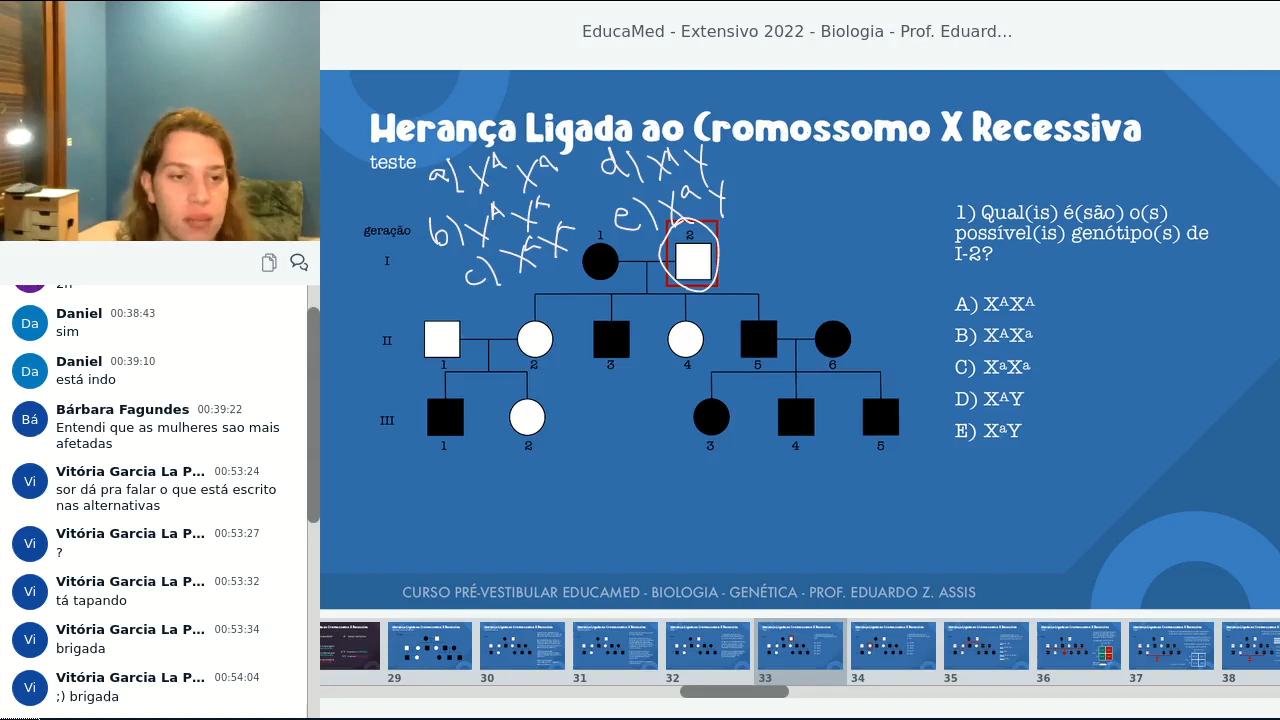 EducaMed - Extensivo 2022 - Biologia - Prof. Eduard...
Herança Ligada ao Cromossomo X Recessiva
teste
a) X^A X^A
d) X^A Y
b) X^A X^a
e) X^a Y
c) X^a X^a
geração
1 2
I
II
1 2 3 4 5 6
III
1 2 3 4 5
1) Qual(is) é(são) o(s)
possível(is) genótipo(s) de
I-2?
A) XᴬXᴬ
B) XᴬXᵃ
C) XᵃXᵃ
D) XᴬY
E) XᵃY
CURSO PRÉ-VESTIBULAR EDUCAMED - BIOLOGIA - GENÉTICA - PROF. EDUARDO Z. ASSIS
29 30 31 32 33 34 35 36 37 38
Da Daniel 00:38:43
sim
Da Daniel 00:39:10
está indo
Bá Bárbara Fagundes 00:39:22
Entendi que as mulheres sao mais
afetadas
Vi Vitória Garcia La P... 00:53:24
sor dá pra falar o que está escrito
nas alternativas
Vi Vitória Garcia La P... 00:53:27
?
Vi Vitória Garcia La P... 00:53:32
tá tapando
Vi Vitória Garcia La P... 00:53:34
brigada
Vi Vitória Garcia La P... 00:54:04
;) brigada